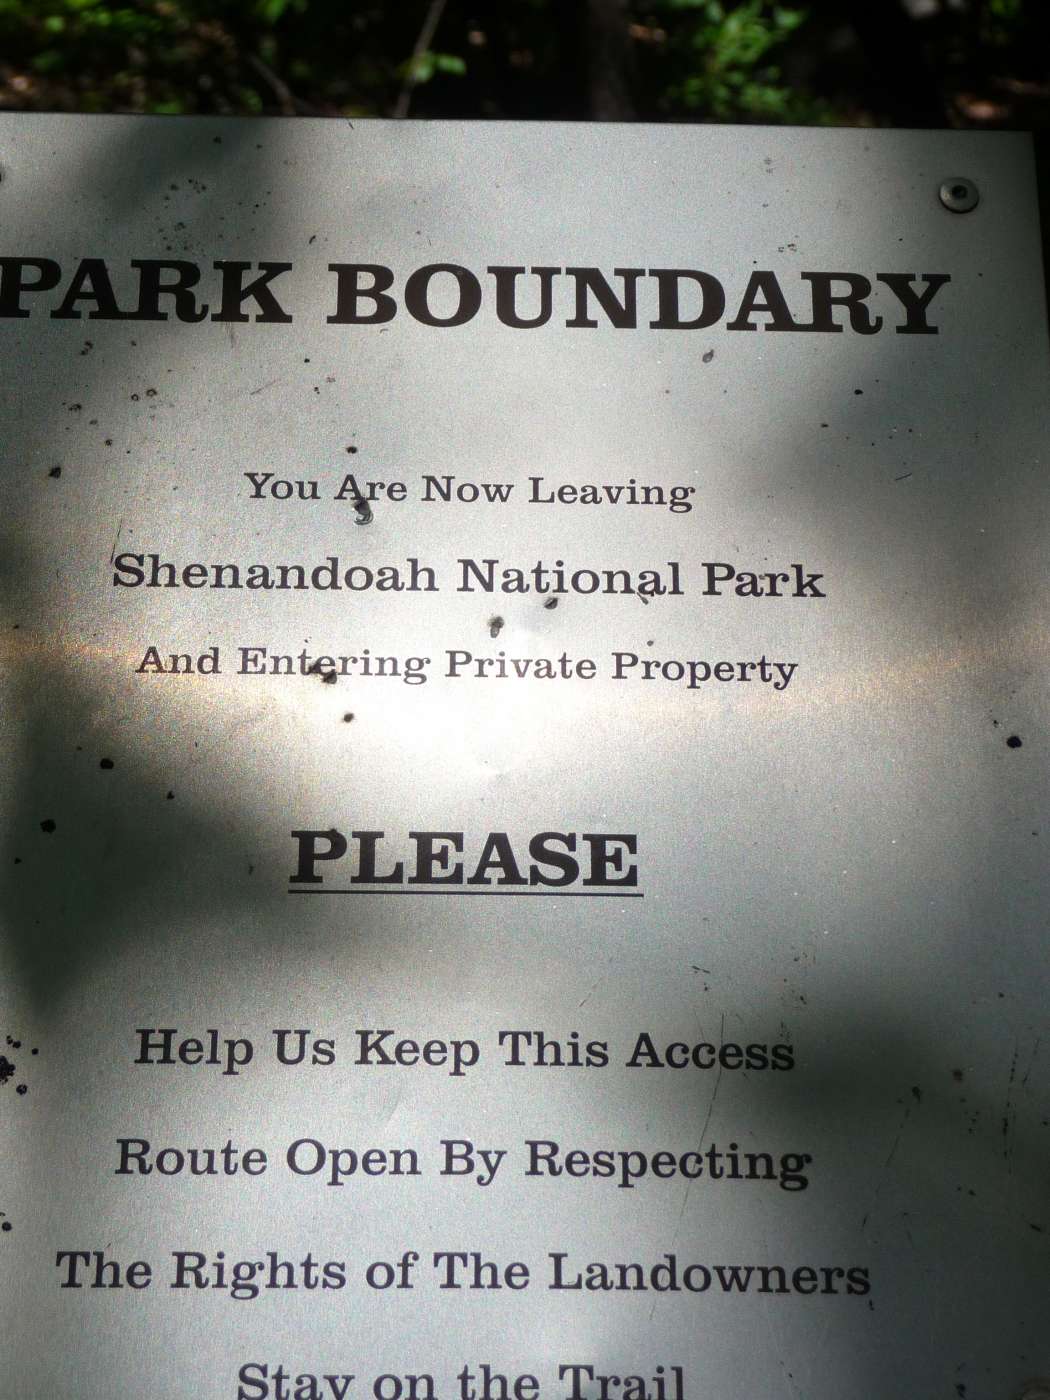 PARK BOUNDARY
You Are Now Leaving
Shenandoah National Park
And Entering Private Property
PLEASE
Help Us Keep This Access
Route Open By Respecting
The Rights of The Landowners
Stay on the Trail